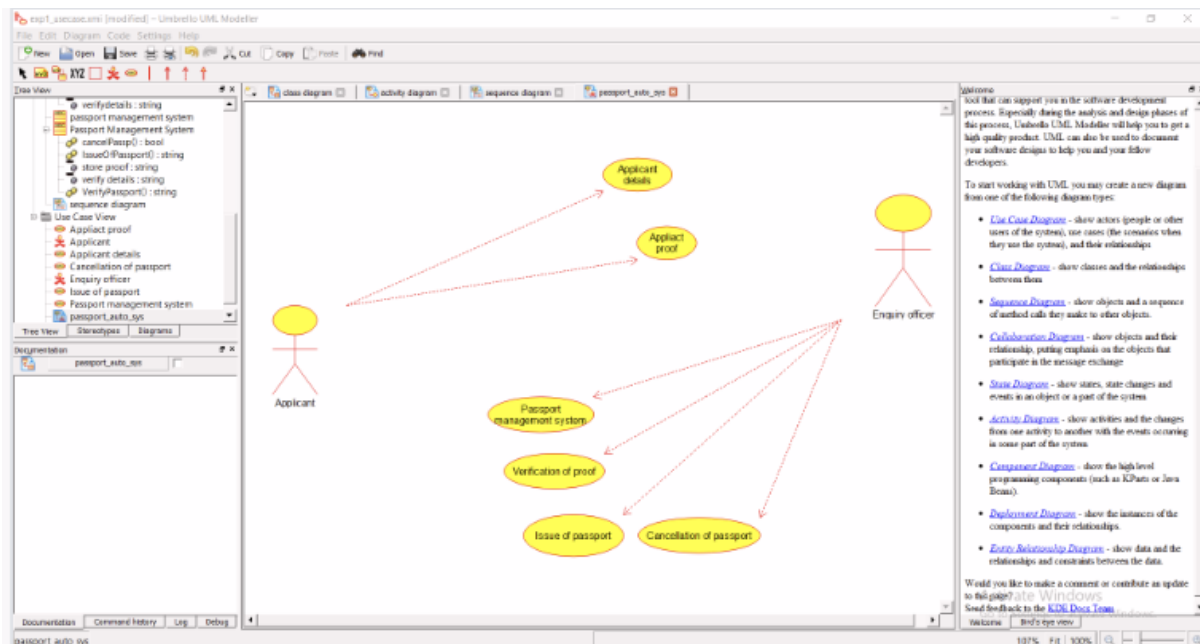 exp1_usecase.xmi [modified] – Umbrello UML Modeller
File Edit Diagram Code Settings Help
New Open Save Cut Copy Paste Find
XYZ
Tree View
class diagram activity diagram sequence diagram passport_auto_sys
verifydetails : string
passport management system
Passport Management System
cancelPassp() : bool
IssueOfPassport() : string
store proof : string
verify details : string
VerifyPassport() : string
sequence diagram
Use Case View
Appliact proof
Applicant
Applicant details
Cancellation of passport
Enquiry officer
Issue of passport
Passport management system
passport_auto_sys
Tree View Stereotypes Diagrams
Documentation
passport_auto_sys
Documentation Command history Log Debug
passport_auto_sys
Applicant
details
Appliact
proof
Enquiry officer
Applicant
Passport
management system
Verification of proof
Issue of passport
Cancellation of passport
Welcome
tool that can support you in the software development
process. Especially during the analysis and design phases of
this process, Umbrello UML Modeller will help you to get a
high quality product. UML can also be used to document
your software designs to help you and your fellow
developers.
To start working with UML you may create a new diagram
from one of the following diagram types:
• Use Case Diagram - show actors (people or other
users of the system), use cases (the scenarios when
they use the system), and their relationships
• Class Diagram - show classes and the relationships
between them
• Sequence Diagram - show objects and a sequence
of method calls they make to other objects.
• Collaboration Diagram - show objects and their
relationship, putting emphasis on the objects that
participate in the message exchange
• State Diagram - show states, state changes and
events in an object or a part of the system
• Activity Diagram - show activities and the changes
from one activity to another with the events occurring
in some part of the system
• Component Diagram - show the high level
programming components (such as KParts or Java
Beans).
• Deployment Diagram - show the instances of the
components and their relationships.
• Entity Relationship Diagram - show data and the
relationships and constraints between the data.
Would you like to make a comment or contribute an update
to this page?
Send feedback to the KDE Docs Team
Windows
Welcome Bird's eye view
107% Fit 100%